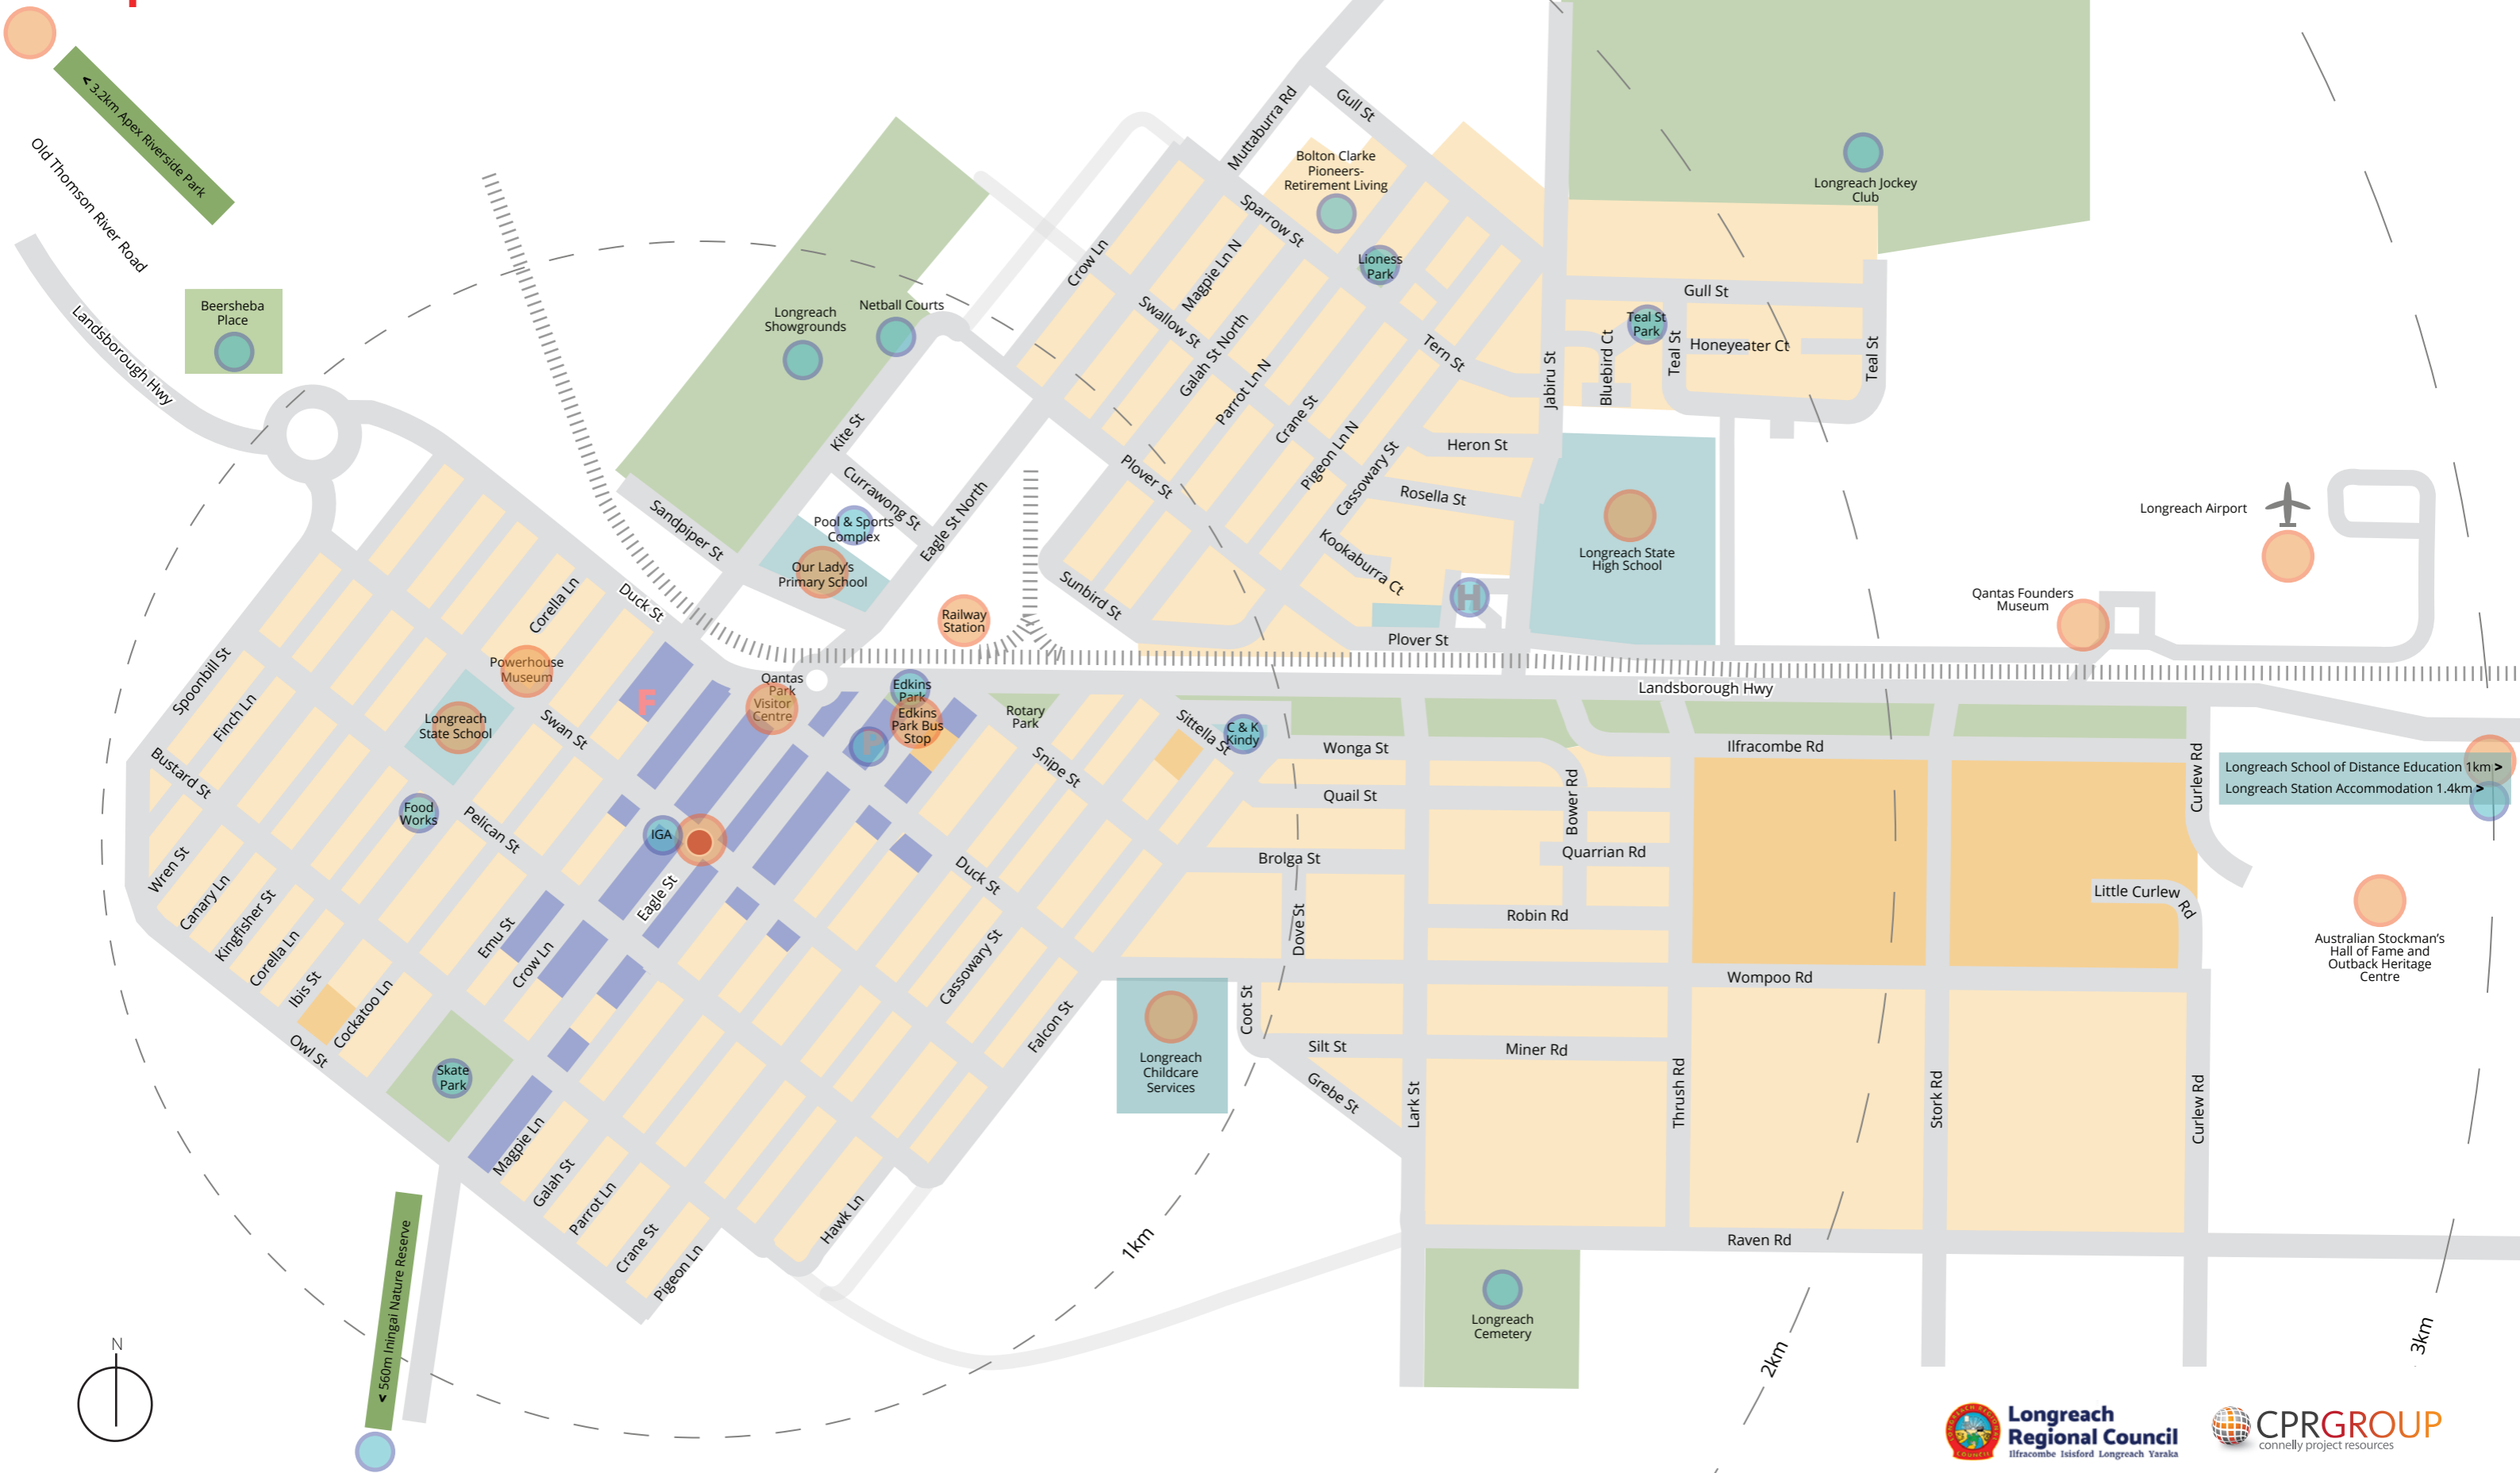 < 3.2km Apex Riverside Park
Old Thomson River Road
Landsborough Hwy
Beersheba
Place
Longreach
Showgrounds
Netball Courts
Kite St
Currawong St
Sandpiper St
Pool & Sports
Complex
Our Lady's
Primary School
Eagle St North
Railway
Station
Muttaburra Rd
Gull St
Bolton Clarke
Pioneers-
Retirement Living
Sparrow St
Lioness
Park
Crow Ln
Magpie Ln N
Swallow St
Galah St North
Parrot Ln N
Tern St
Crane St
Pigeon Ln N
Cassowary St
Plover St
Sunbird St
Kookaburra Ct
Heron St
Rosella St
Jabiru St
Plover St
H
Longreach Jockey
Club
Gull St
Teal St
Park
Bluebird Ct
Teal St
Honeyeater Ct
Teal St
Longreach State
High School
Longreach Airport
Qantas Founders
Museum
Landsborough Hwy
Spoonbill St
Finch Ln
Bustard St
Wren St
Canary Ln
Kingfisher St
Corella Ln
Ibis St
Cockatoo Ln
Owl St
Corella Ln
Duck St
Powerhouse
Museum
Longreach
State School
Swan St
F
Food
Works
Pelican St
IGA
Eagle St
Emu St
Crow Ln
Qantas
Park
Visitor
Centre
Edkins
Park
Edkins
Park Bus
Stop
P
Rotary
Park
Snipe St
Sittella St
C & K
Kindy
Duck St
Cassowary St
Falcon St
Skate
Park
Magpie Ln
Galah St
Parrot Ln
Crane St
Pigeon Ln
Hawk Ln
Wonga St
Quail St
Brolga St
Dove St
Bower Rd
Quarrian Rd
Robin Rd
Ilfracombe Rd
Curlew Rd
Little Curlew Rd
Wompoo Rd
Coot St
Silt St
Miner Rd
Grebe St
Lark St
Thrush Rd
Stork Rd
Curlew Rd
Raven Rd
Longreach
Childcare
Services
Longreach
Cemetery
Longreach School of Distance Education 1km >
Longreach Station Accommodation 1.4km >
Australian Stockman's
Hall of Fame and
Outback Heritage
Centre
1km
2km
3km
< 560m Iningai Nature Reserve
N
Longreach
Regional Council
Ilfracombe Isisford Longreach Yaraka
CPRGROUP
connelly project resources